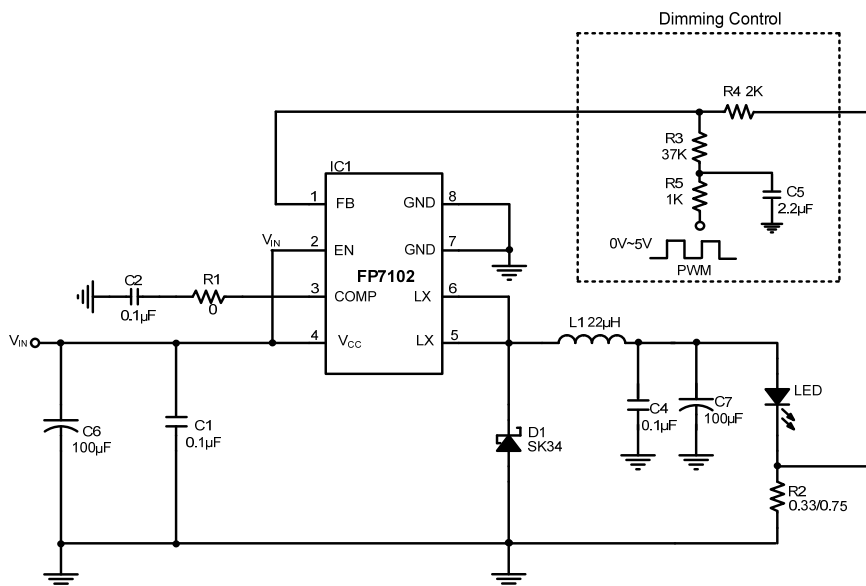 Dimming Control
R4 2K
R3
37K
R5
1K
C5
2.2µF
0V~5V
PWM
IC1
1
FB
GND
8
VIN
2
EN
GND
7
FP7102
C2
0.1µF
R1
0
3
COMP
LX
6
VIN
4
VCC
LX
5
L1 22µH
C6
100µF
C1
0.1µF
D1
SK34
C4
0.1µF
C7
100µF
LED
R2
0.33/0.75